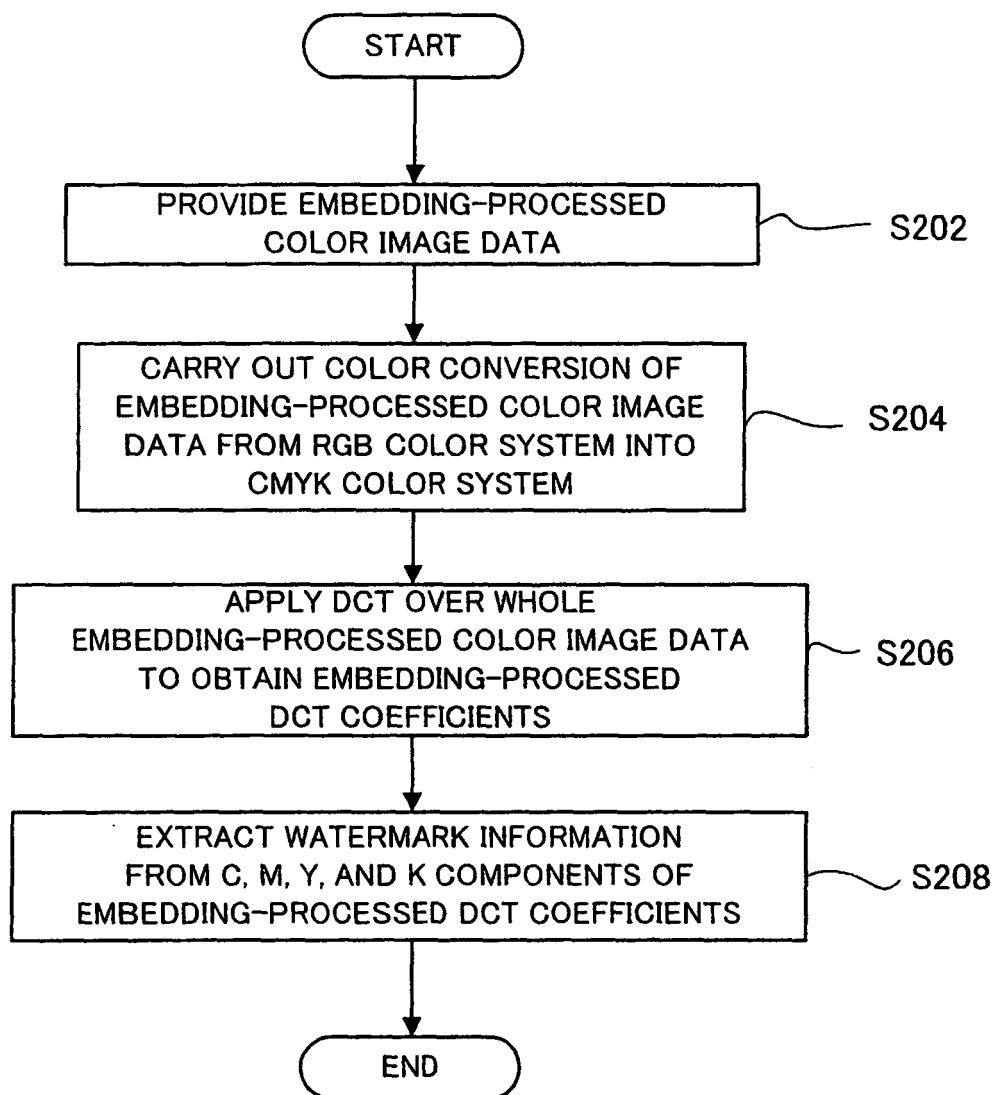 START
PROVIDE EMBEDDING-PROCESSED
COLOR IMAGE DATA
S202
CARRY OUT COLOR CONVERSION OF
EMBEDDING-PROCESSED COLOR IMAGE
DATA FROM RGB COLOR SYSTEM INTO
CMYK COLOR SYSTEM
S204
APPLY DCT OVER WHOLE
EMBEDDING-PROCESSED COLOR IMAGE DATA
TO OBTAIN EMBEDDING-PROCESSED
DCT COEFFICIENTS
S206
EXTRACT WATERMARK INFORMATION
FROM C, M, Y, AND K COMPONENTS OF
EMBEDDING-PROCESSED DCT COEFFICIENTS
S208
END